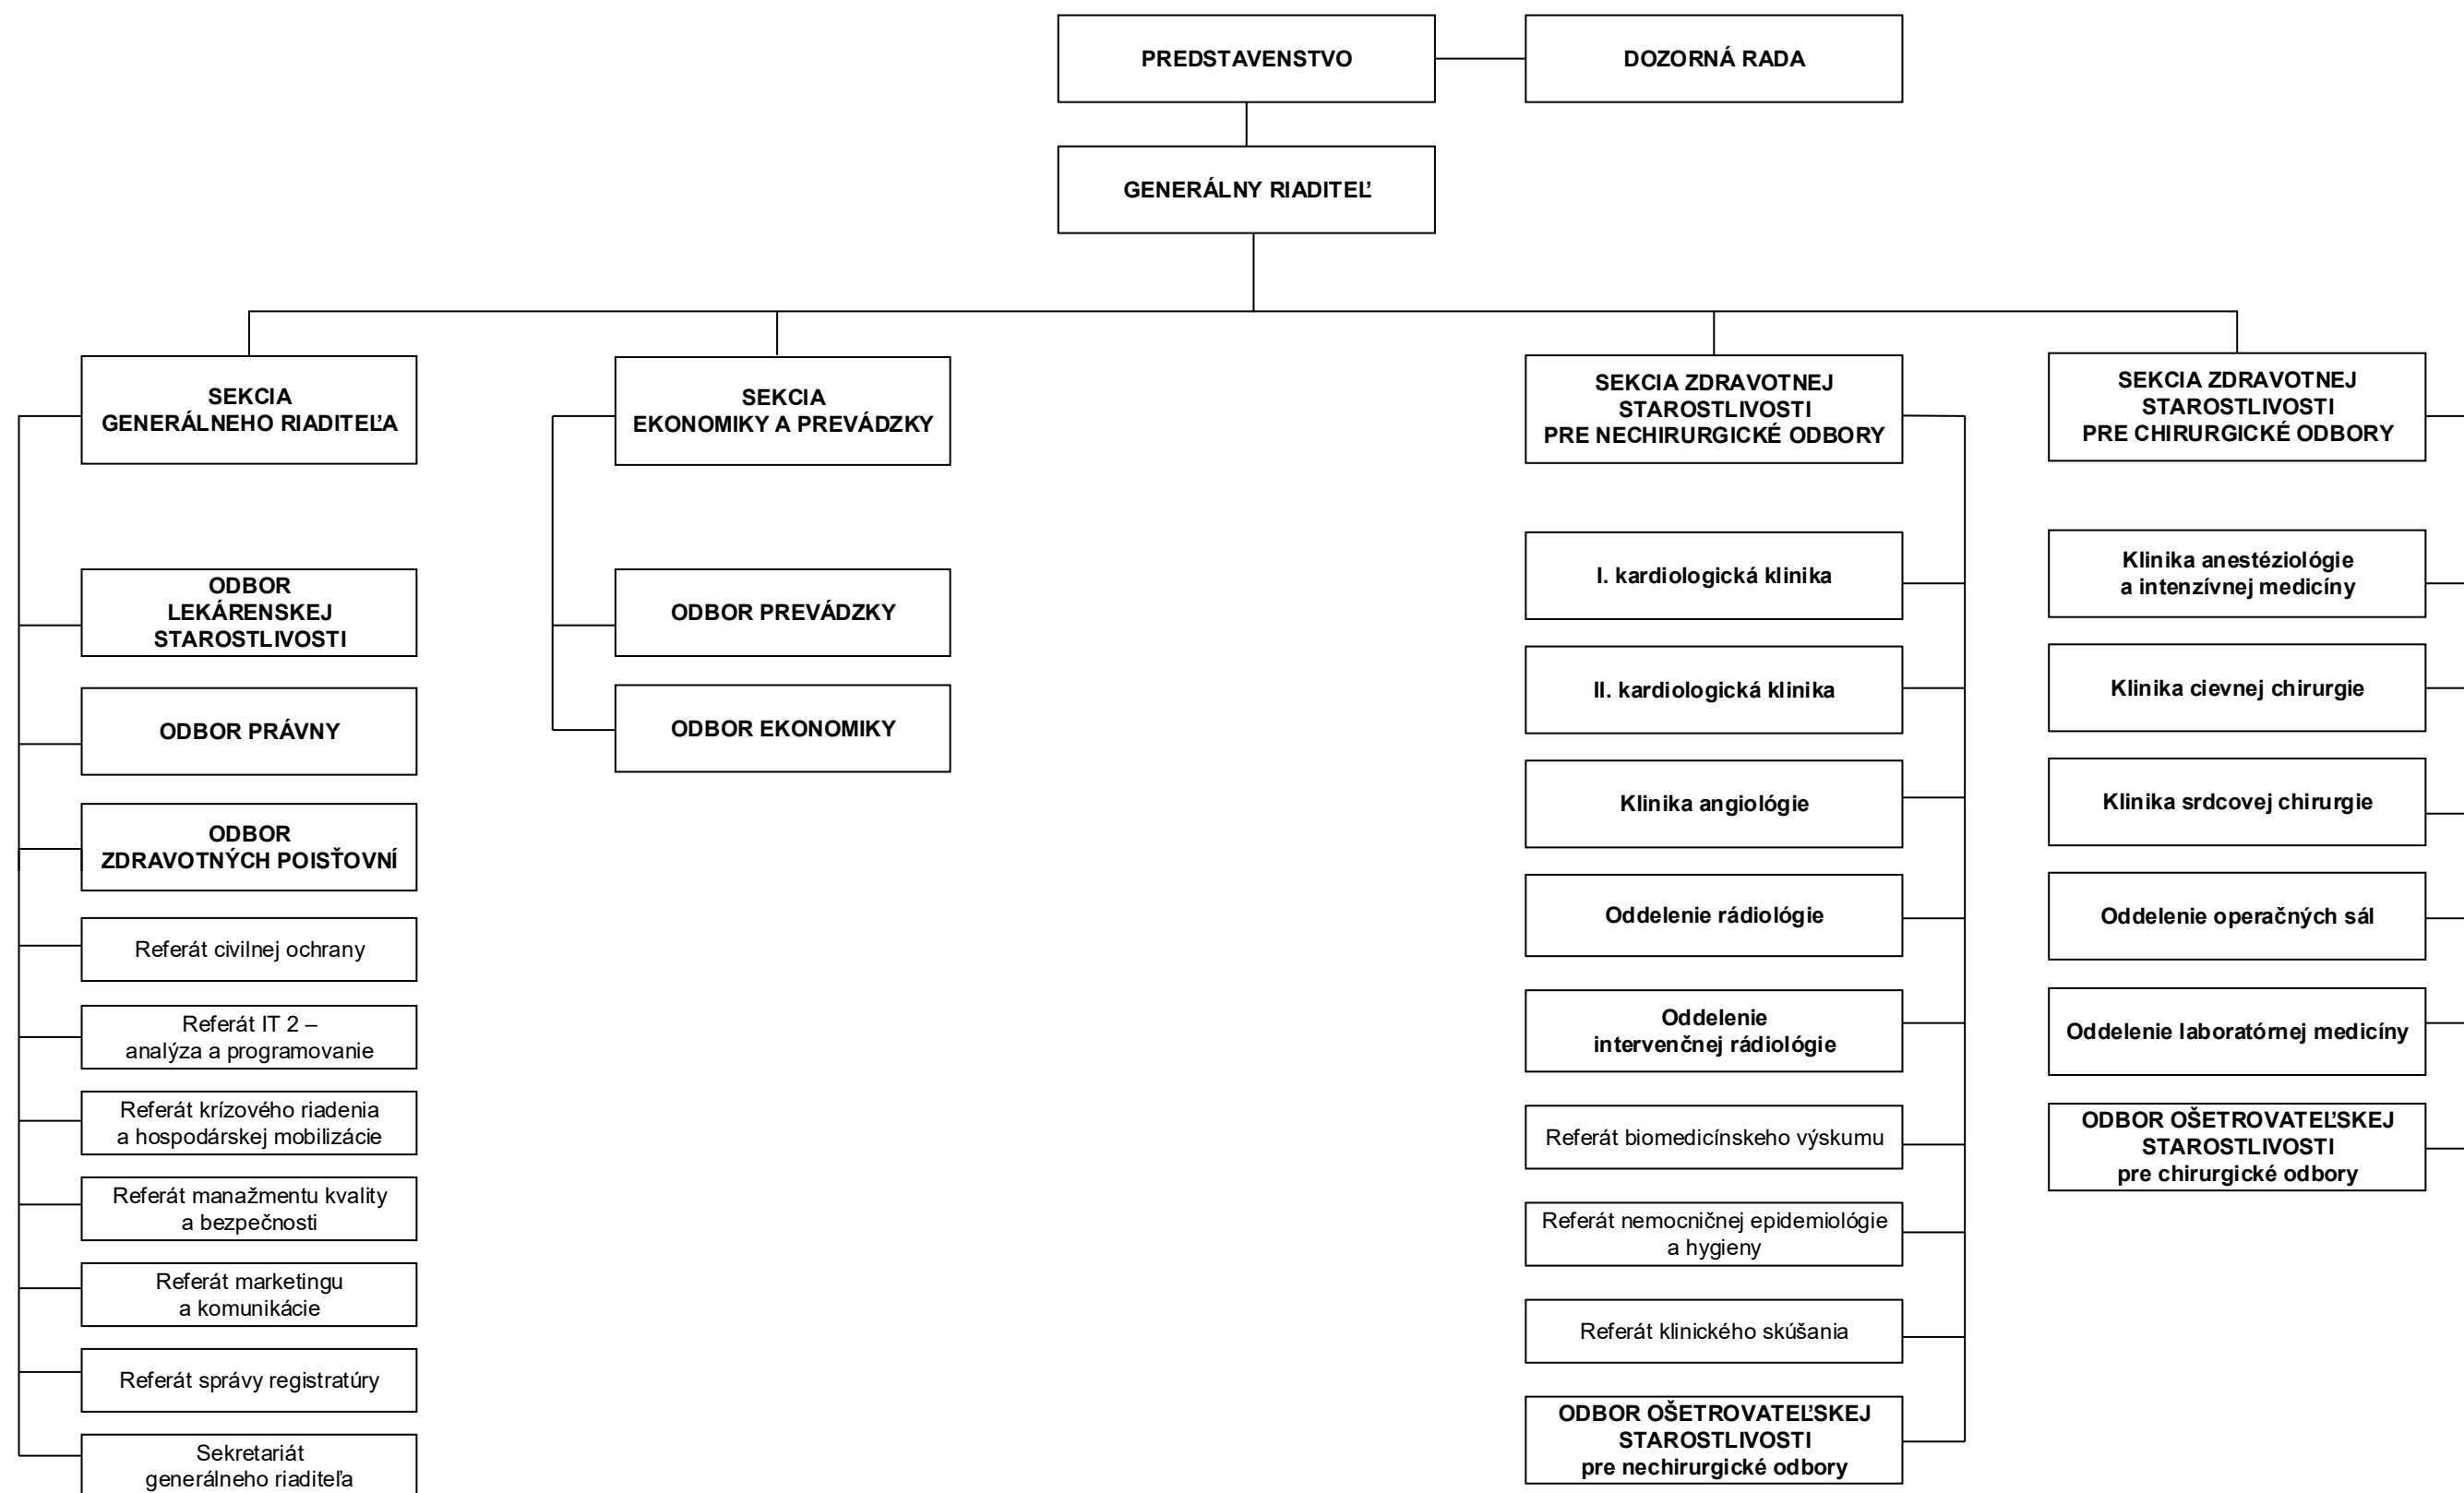 PREDSTAVENSTVO
DOZORNÁ RADA
GENERÁLNY RIADITEĽ
SEKCIA
GENERÁLNEHO RIADITEĽA
ODBOR
LEKÁRENSKEJ
STAROSTLIVOSTI
ODBOR PRÁVNY
ODBOR
ZDRAVOTNÝCH POISŤOVNÍ
Referát civilnej ochrany
Referát IT 2 –
analýza a programovanie
Referát krízového riadenia
a hospodárskej mobilizácie
Referát manažmentu kvality
a bezpečnosti
Referát marketingu
a komunikácie
Referát správy registratúry
Sekretariát
generálneho riaditeľa
SEKCIA
EKONOMIKY A PREVÁDZKY
ODBOR PREVÁDZKY
ODBOR EKONOMIKY
SEKCIA ZDRAVOTNEJ
STAROSTLIVOSTI
PRE NECHIRURGICKÉ ODBORY
I. kardiologická klinika
II. kardiologická klinika
Klinika angiológie
Oddelenie rádiológie
Oddelenie
intervenčnej rádiológie
Referát biomedicínskeho výskumu
Referát nemocničnej epidemiológie
a hygieny
Referát klinického skúšania
ODBOR OŠETROVATEĽSKEJ
STAROSTLIVOSTI
pre nechirurgické odbory
SEKCIA ZDRAVOTNEJ
STAROSTLIVOSTI
PRE CHIRURGICKÉ ODBORY
Klinika anestéziológie
a intenzívnej medicíny
Klinika cievnej chirurgie
Klinika srdcovej chirurgie
Oddelenie operačných sál
Oddelenie laboratórnej medicíny
ODBOR OŠETROVATEĽSKEJ
STAROSTLIVOSTI
pre chirurgické odbory